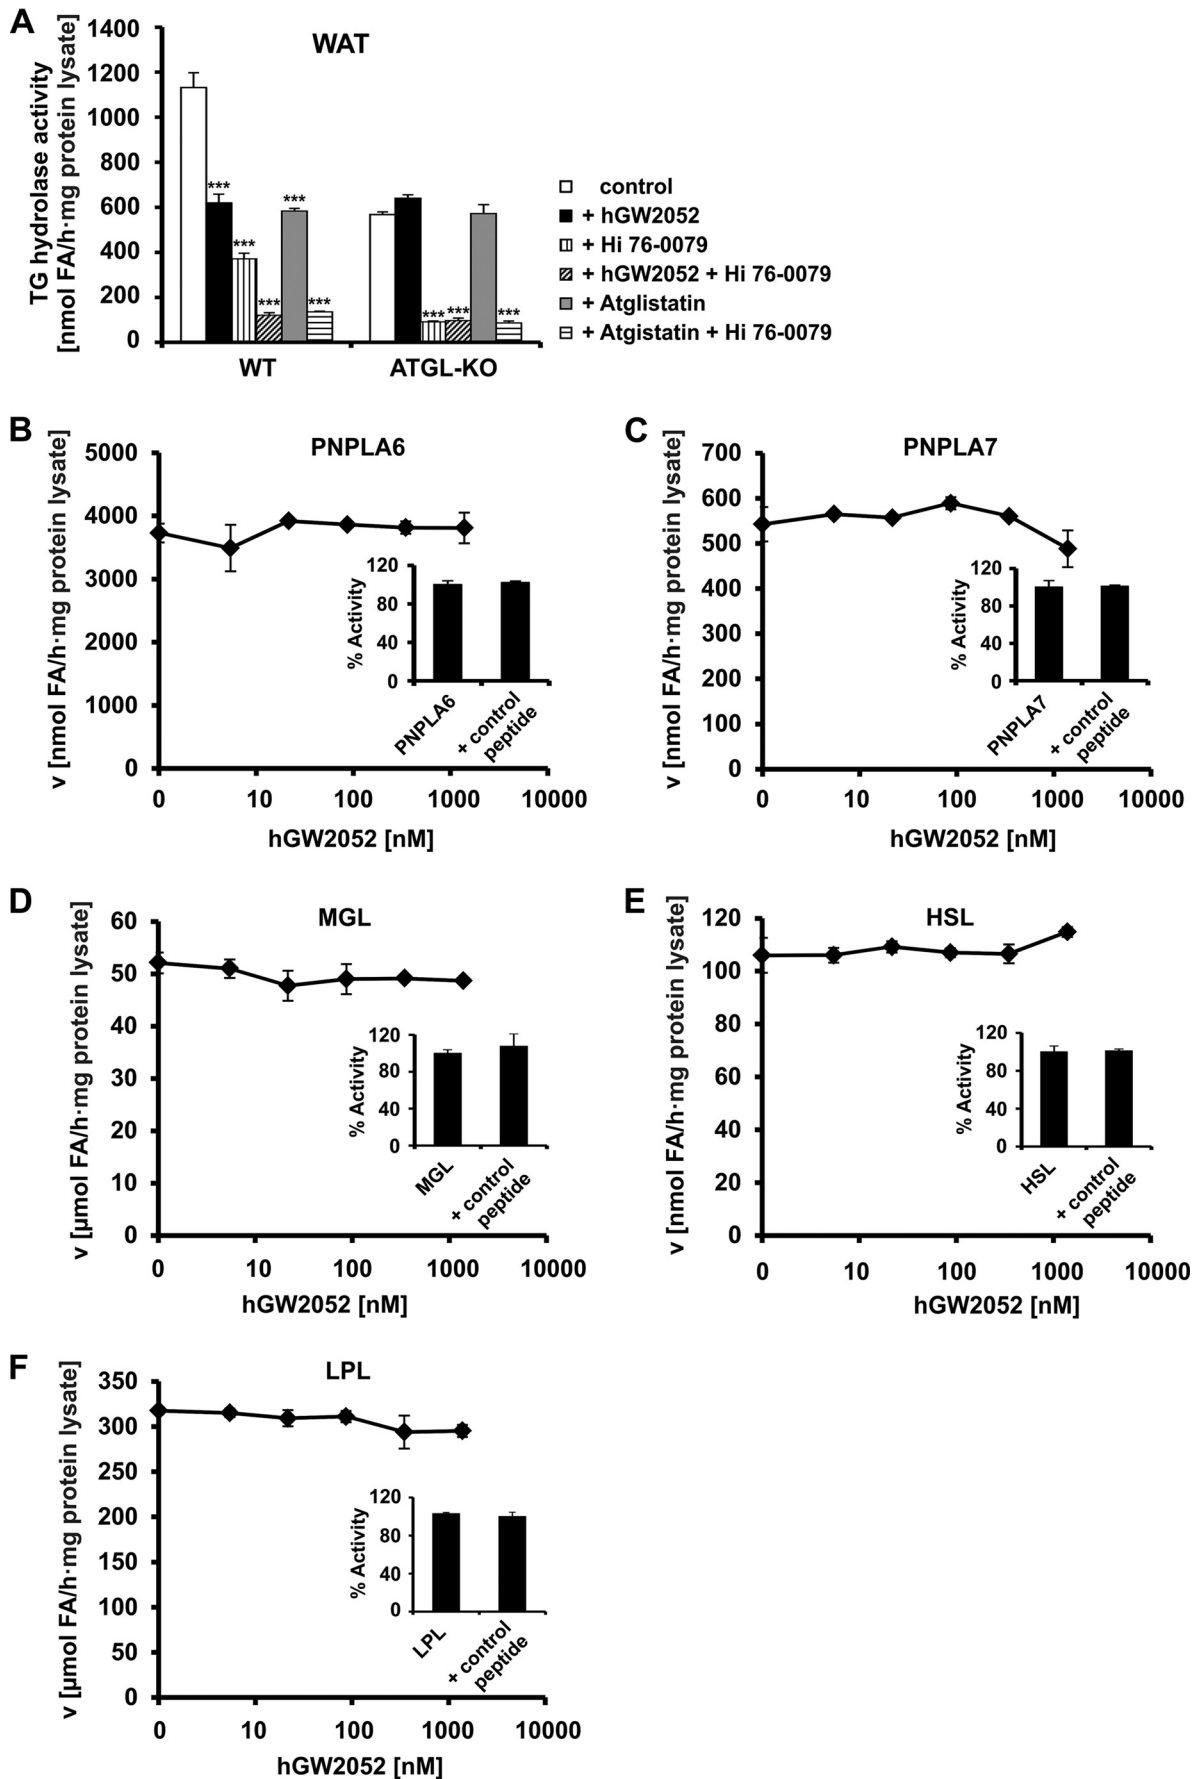 A
WAT
TG hydrolase activity
[nmol FA/h·mg protein lysate]
1400
1200
1000
800
600
400
200
0
***
***
***
***
***
***
***
***
WT
ATGL-KO
control
+ hGW2052
+ Hi 76-0079
+ hGW2052 + Hi 76-0079
+ Atglistatin
+ Atgistatin + Hi 76-0079
B
PNPLA6
v [nmol FA/h·mg protein lysate]
5000
4000
3000
2000
1000
0
0 10 100 1000 10000
hGW2052 [nM]
% Activity
120
80
40
0
PNPLA6
+ control
peptide
C
PNPLA7
v [nmol FA/h·mg protein lysate]
700
600
500
400
300
200
100
0
0 10 100 1000 10000
hGW2052 [nM]
% Activity
120
80
40
0
PNPLA7
+ control
peptide
D
MGL
v [µmol FA/h·mg protein lysate]
60
50
40
30
20
10
0
0 10 100 1000 10000
hGW2052 [nM]
% Activity
120
80
40
0
MGL
+ control
peptide
E
HSL
v [nmol FA/h·mg protein lysate]
120
100
80
60
40
20
0
0 10 100 1000 10000
hGW2052 [nM]
% Activity
120
80
40
0
HSL
+ control
peptide
F
LPL
v [µmol FA/h·mg protein lysate]
350
300
250
200
150
100
50
0
0 10 100 1000 10000
hGW2052 [nM]
% Activity
120
80
40
0
LPL
+ control
peptide